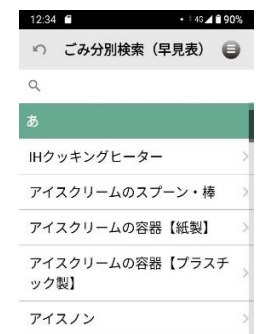 12:34 4G 90%
ごみ分別検索（早見表）
あ
IHクッキングヒーター
アイスクリームのスプーン・棒
アイスクリームの容器【紙製】
アイスクリームの容器【プラスチ
ック製】
アイスノン